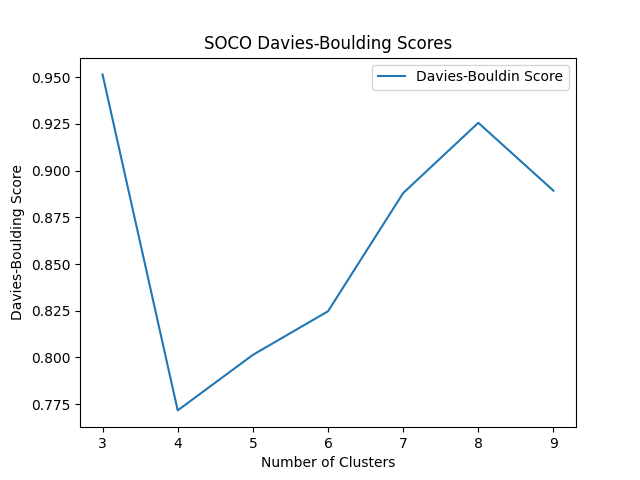 SOCO Davies-Boulding Scores
Davies-Bouldin Score
Davies-Boulding Score
0.950
0.925
0.900
0.875
0.850
0.825
0.800
0.775
3 4 5 6 7 8 9
Number of Clusters